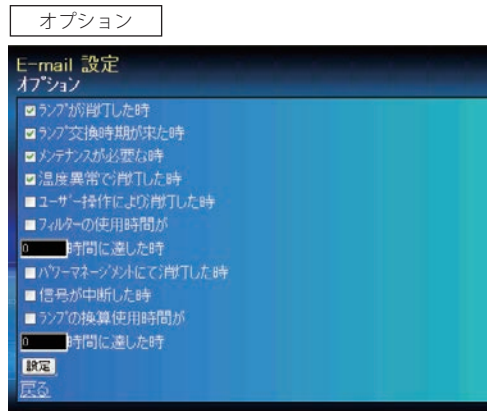 オプション
E-mail 設定
オプション
ランプが消灯した時
ランプ交換時期が来た時
メンテナンスが必要な時
温度異常で消灯した時
ユーザー操作により消灯した時
フィルターの使用時間が
0 時間に達した時
パワーマネージメントにて消灯した時
信号が中断した時
ランプの換算使用時間が
0 時間に達した時
設定
戻る